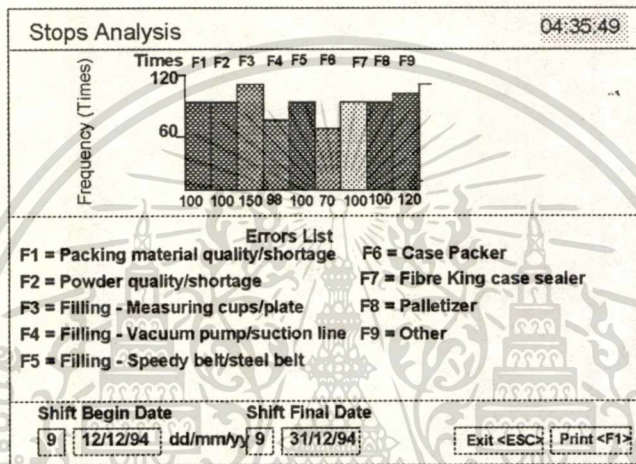 Stops Analysis 04:35:49
Times F1 F2 F3 F4 F5 F6 F7 F8 F9
Frequency (Times)
120
60
100 100 150 98 100 70 100 100 120
Errors List
F1 = Packing material quality/shortage F6 = Case Packer
F2 = Powder quality/shortage F7 = Fibre King case sealer
F3 = Filling - Measuring cups/plate F8 = Palletizer
F4 = Filling - Vacuum pump/suction line F9 = Other
F5 = Filling - Speedy belt/steel belt
Shift Begin Date Shift Final Date
9 12/12/94 dd/mm/yy 9 31/12/94 Exit <ESC> Print <F1>